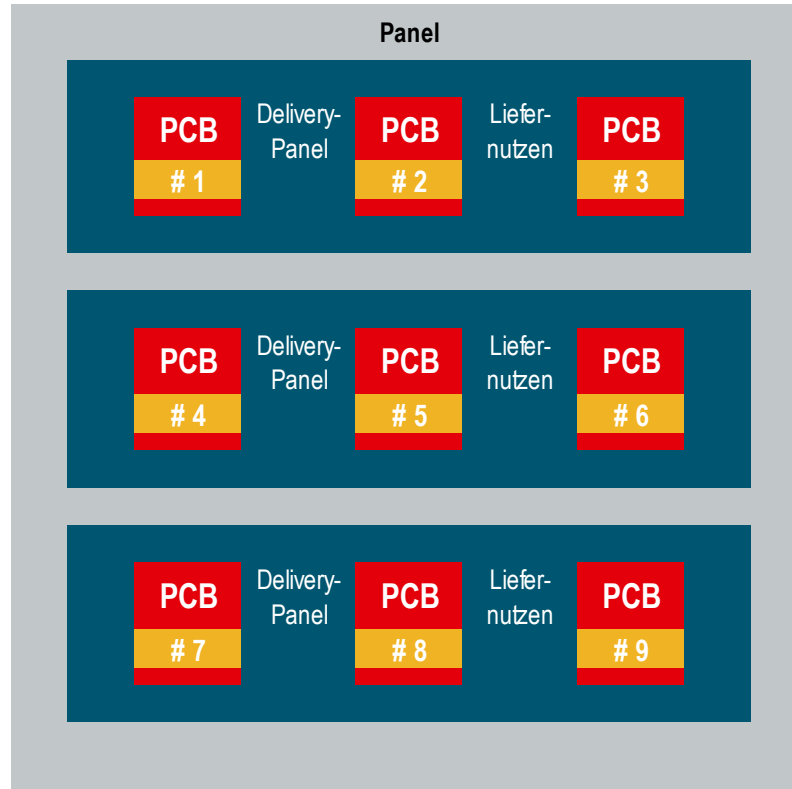 Panel
PCB
# 1
Delivery-
Panel
PCB
# 2
Liefer-
nutzen
PCB
# 3
PCB
# 4
Delivery-
Panel
PCB
# 5
Liefer-
nutzen
PCB
# 6
PCB
# 7
Delivery-
Panel
PCB
# 8
Liefer-
nutzen
PCB
# 9